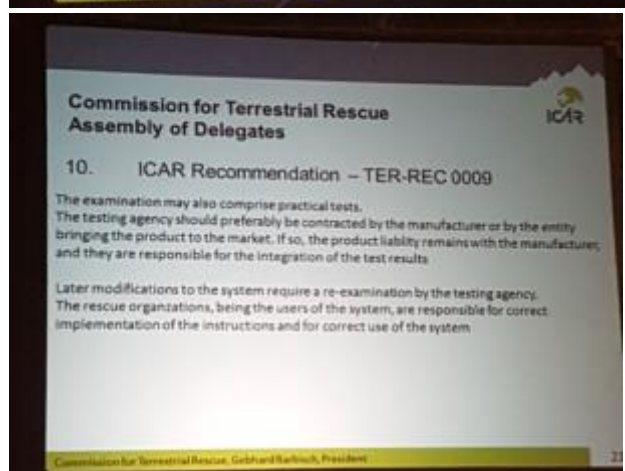 Commission for Terrestrial Rescue
Assembly of Delegates
ICAR
10. ICAR Recommendation – TER-REC 0009
The examination may also comprise practical tests.
The testing agency should preferably be contracted by the manufacturer or by the entity
bringing the product to the market. If so, the product liablity remains with the manufacturer,
and they are responsible for the integration of the test results
Later modifications to the system require a re-examination by the testing agency.
The rescue organzations, being the users of the system, are responsible for correct
implementation of the instructions and for correct use of the system
Commission for Terrestrial Rescue, Gebhard Barbisch, President